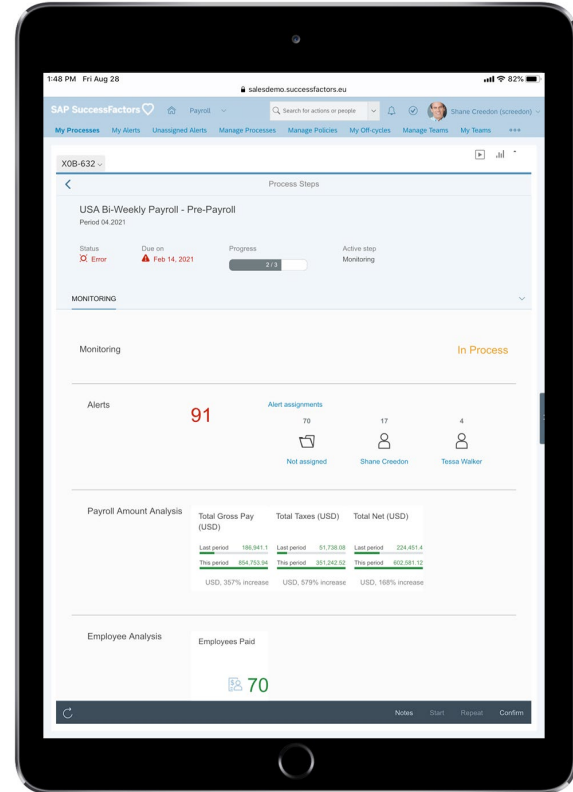 1:48 PM Fri Aug 28
82%
salesdemo.successfactors.eu
SAP SuccessFactors
Payroll
Search for actions or people
Shane Creedon (screedon)
My Processes My Alerts Unassigned Alerts Manage Processes Manage Policies My Off-cycles Manage Teams My Teams
X0B-632
Process Steps
USA Bi-Weekly Payroll - Pre-Payroll
Period 04.2021
Status Due on Progress Active step
Error Feb 14, 2021 2 / 3 Monitoring
MONITORING
Monitoring In Process
Alerts
91
Alert assignments
70 17 4
Not assigned Shane Creedon Tessa Walker
Payroll Amount Analysis
Total Gross Pay (USD)
Last period 186,941.1
This period 854,753.94
USD, 357% increase
Total Taxes (USD)
Last period 51,738.08
This period 351,242.52
USD, 579% increase
Total Net (USD)
Last period 224,451.4
This period 602,581.12
USD, 168% increase
Employee Analysis
Employees Paid
70
Notes Start Repeat Confirm